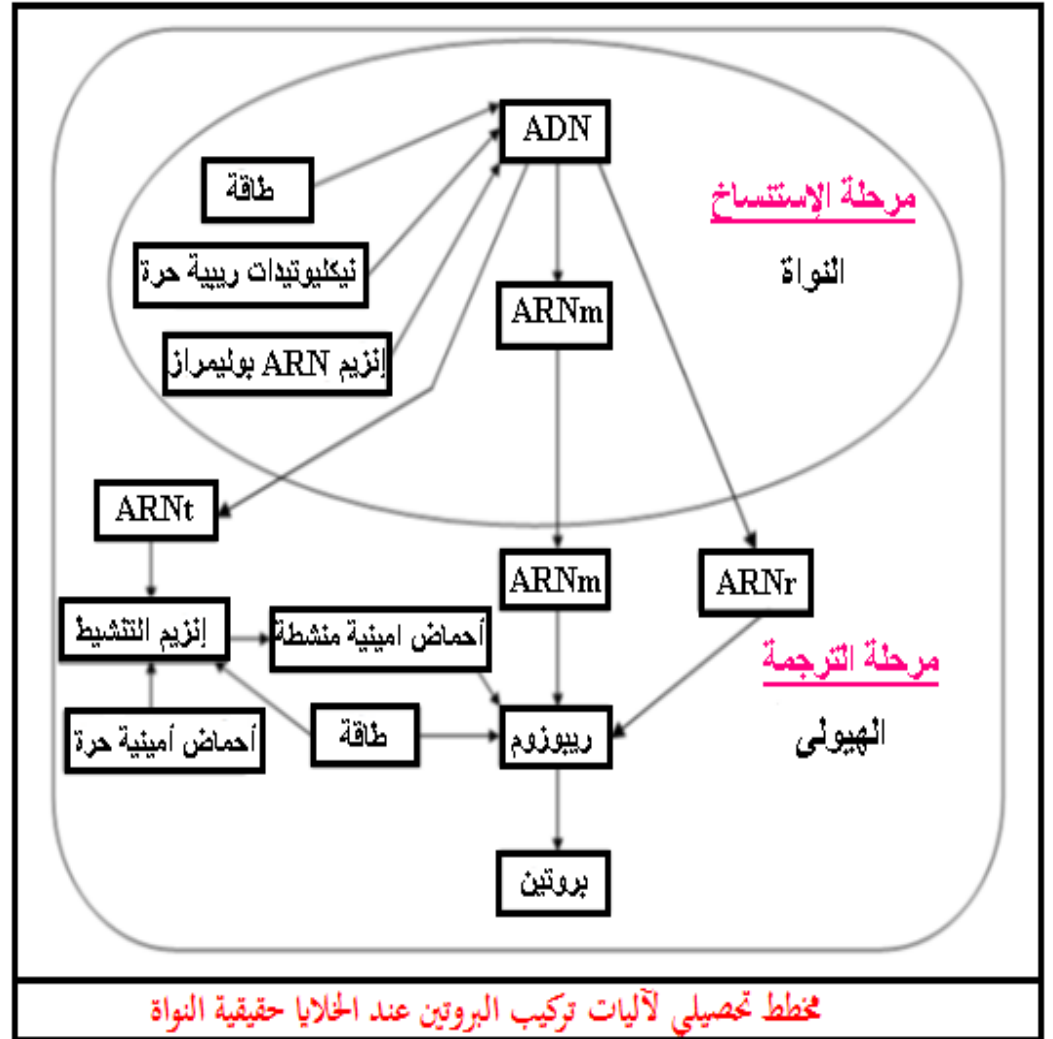 ADN
طاقة
مرحلة الإستنساخ
نيكليوتيدات ريبية حرة
النواة
ARNm
إنزيم ARN بوليمراز
ARNt
ARNm
ARNr
إنزيم التنشيط
أحماض امينية منشطة
مرحلة الترجمة
أحماض أمينية حرة
طاقة
ريبوزوم
الهيولى
بروتين
مخطط تحصيلي لآليات تركيب البروتين عند الخلايا حقيقية النواة